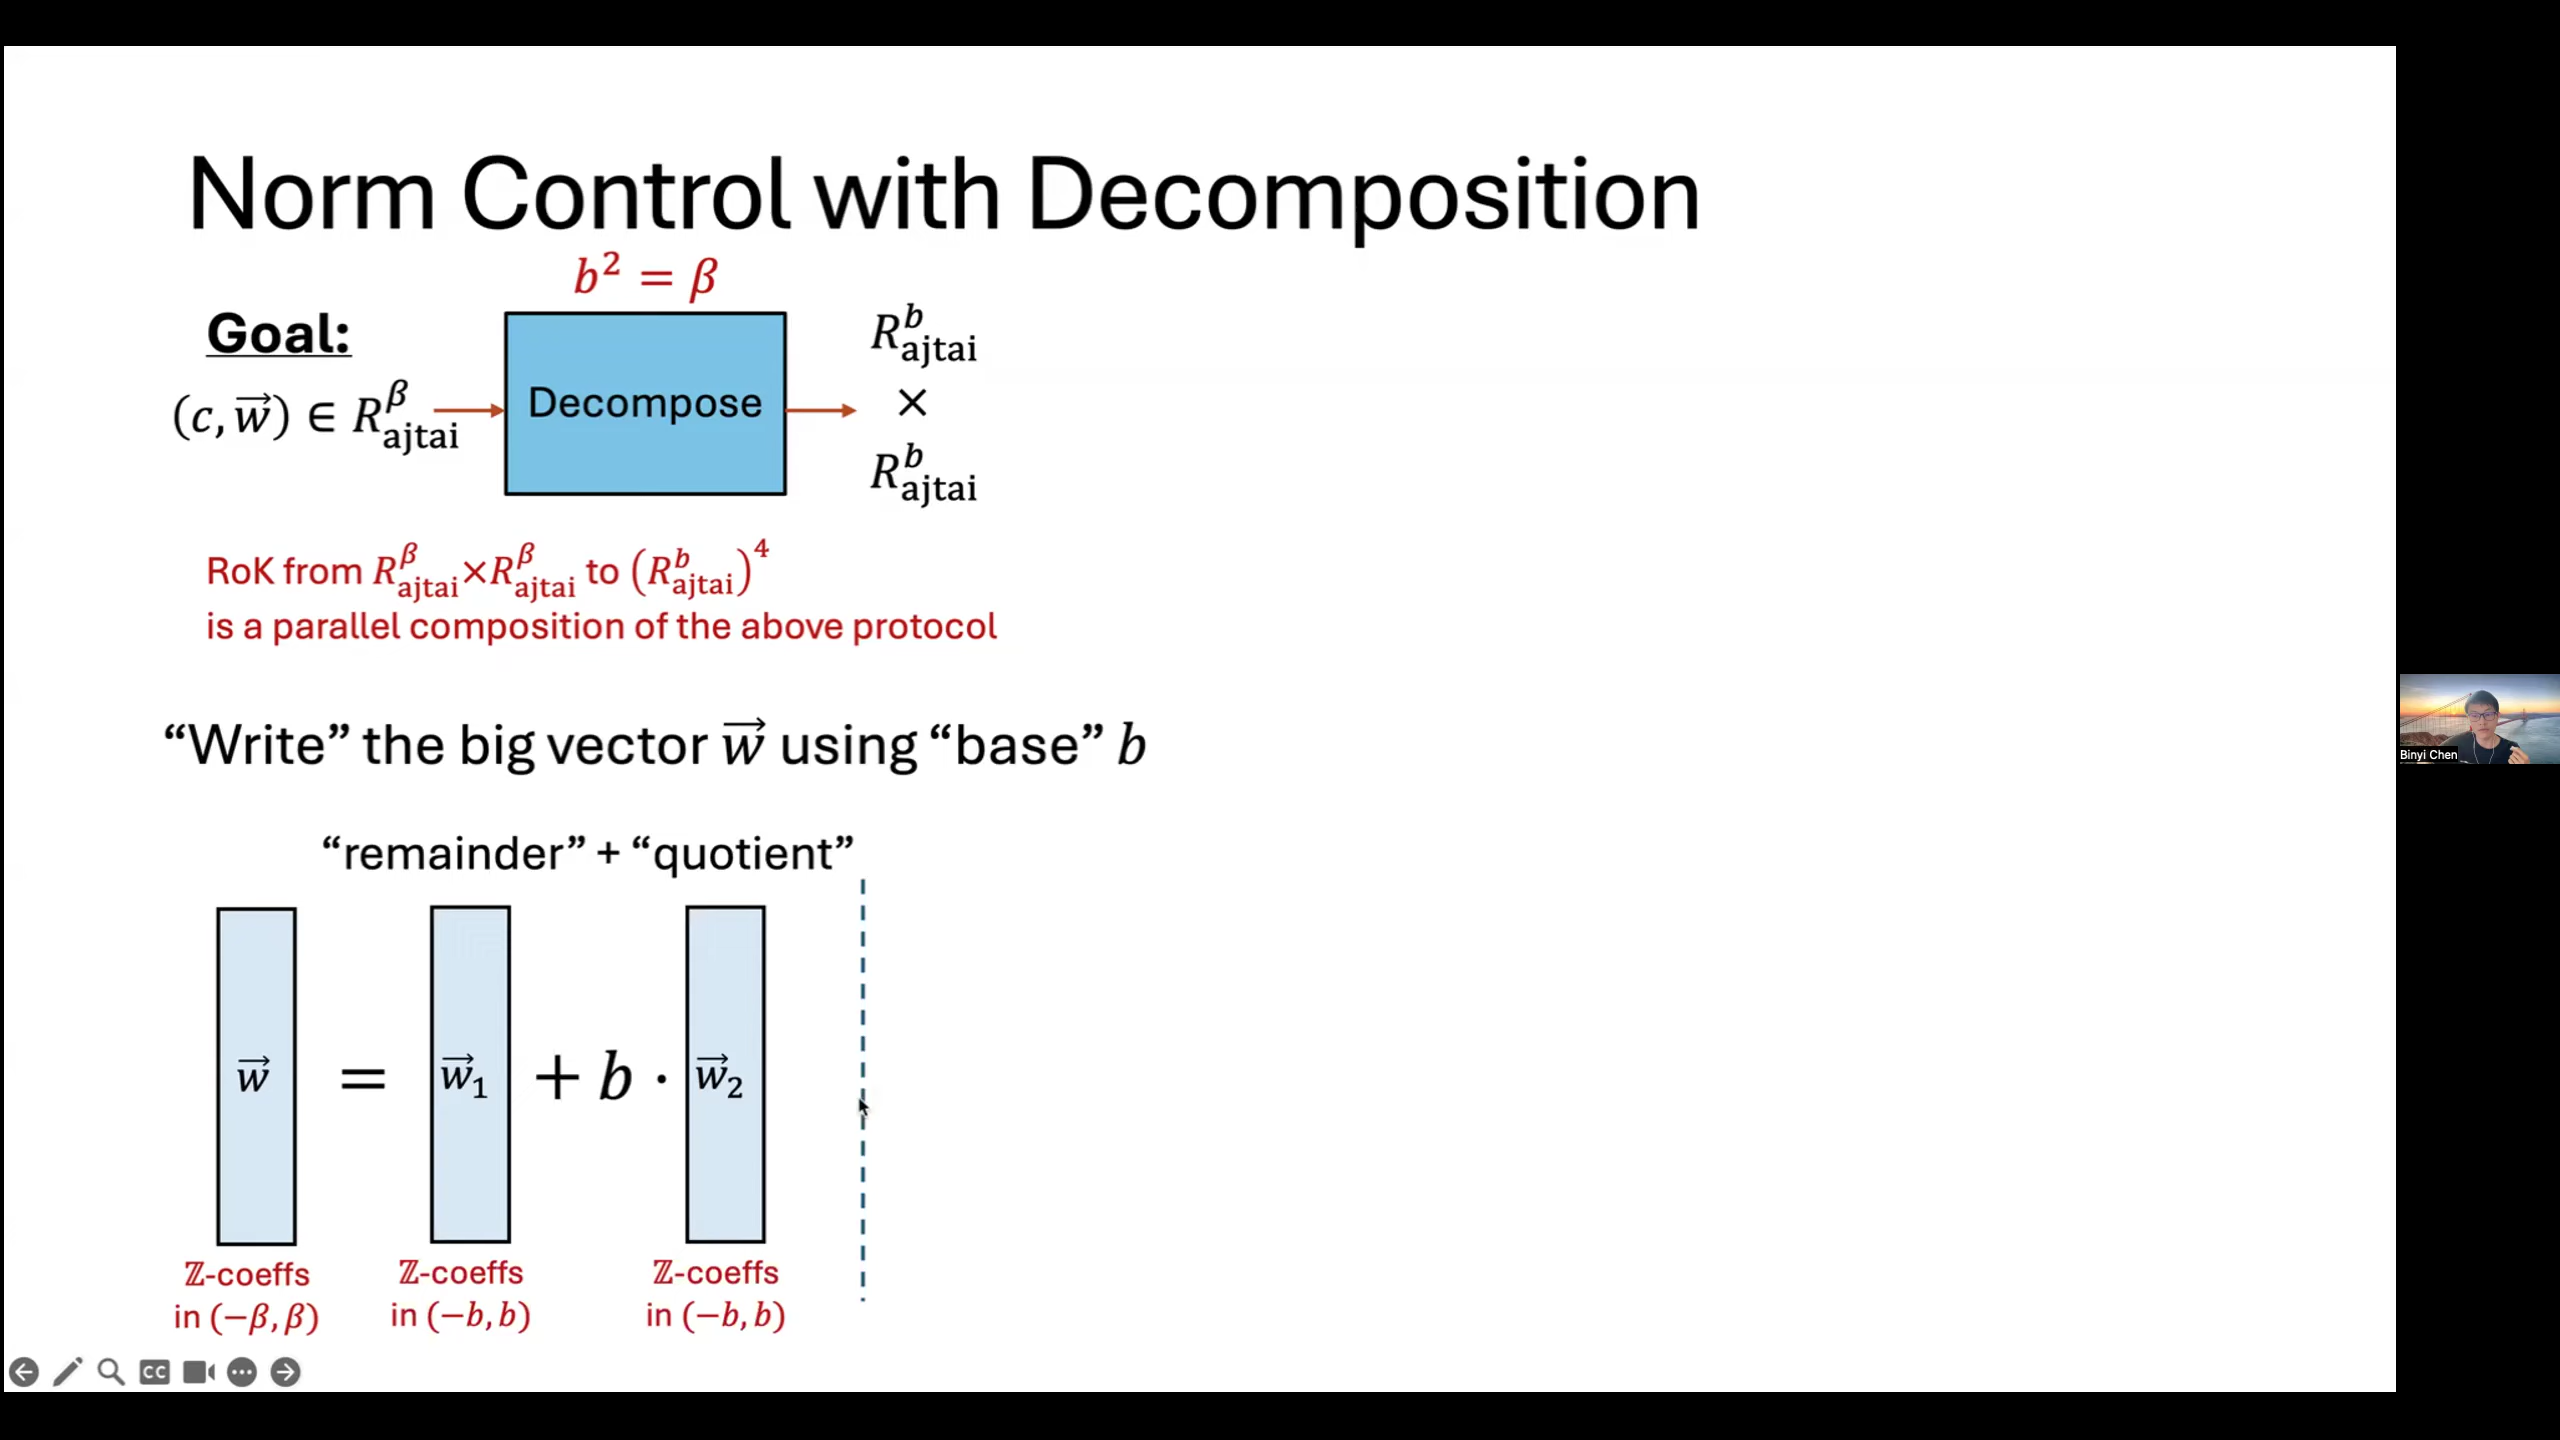 Norm Control with Decomposition
b² = β
Goal:
(c, w⃗) ∈ R^β_ajtai
Decompose
R^b_ajtai
×
R^b_ajtai
RoK from R^β_ajtai×R^β_ajtai to (R^b_ajtai)^4
is a parallel composition of the above protocol
“Write” the big vector w⃗ using “base” b
“remainder” + “quotient”
w⃗ = w⃗₁ + b · w⃗₂
ℤ-coeffs in (−β, β)
ℤ-coeffs in (−b, b)
ℤ-coeffs in (−b, b)
CC
Binyi Chen